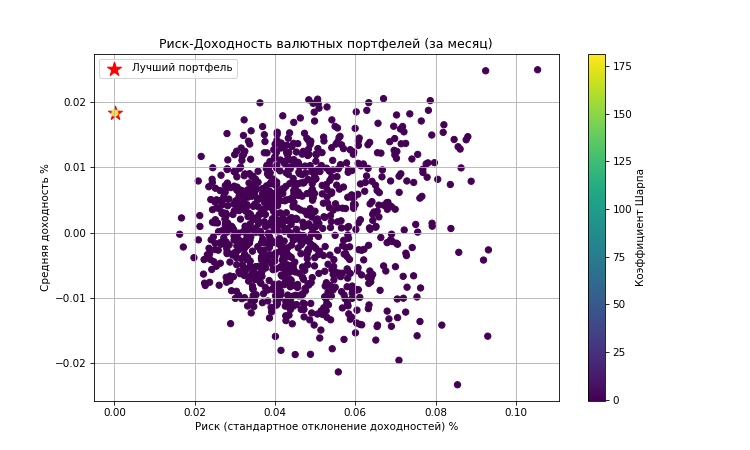 Риск-Доходность валютных портфелей (за месяц)
Лучший портфель
Средняя доходность %
0.02
0.01
0.00
−0.01
−0.02
0.00 0.02 0.04 0.06 0.08 0.10
Риск (стандартное отклонение доходностей) %
175
150
125
100
75
50
25
0
Коэффициент Шарпа